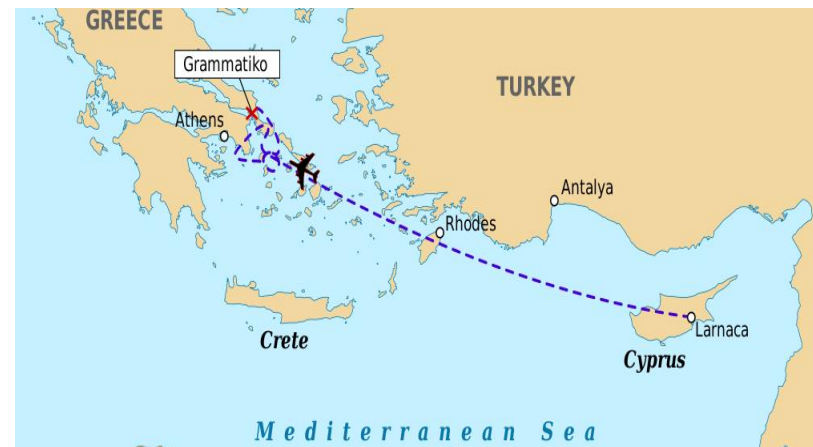 GREECE
Grammatiko
TURKEY
Athens
Antalya
Rhodes
Larnaca
Crete
Cyprus
Mediterranean Sea